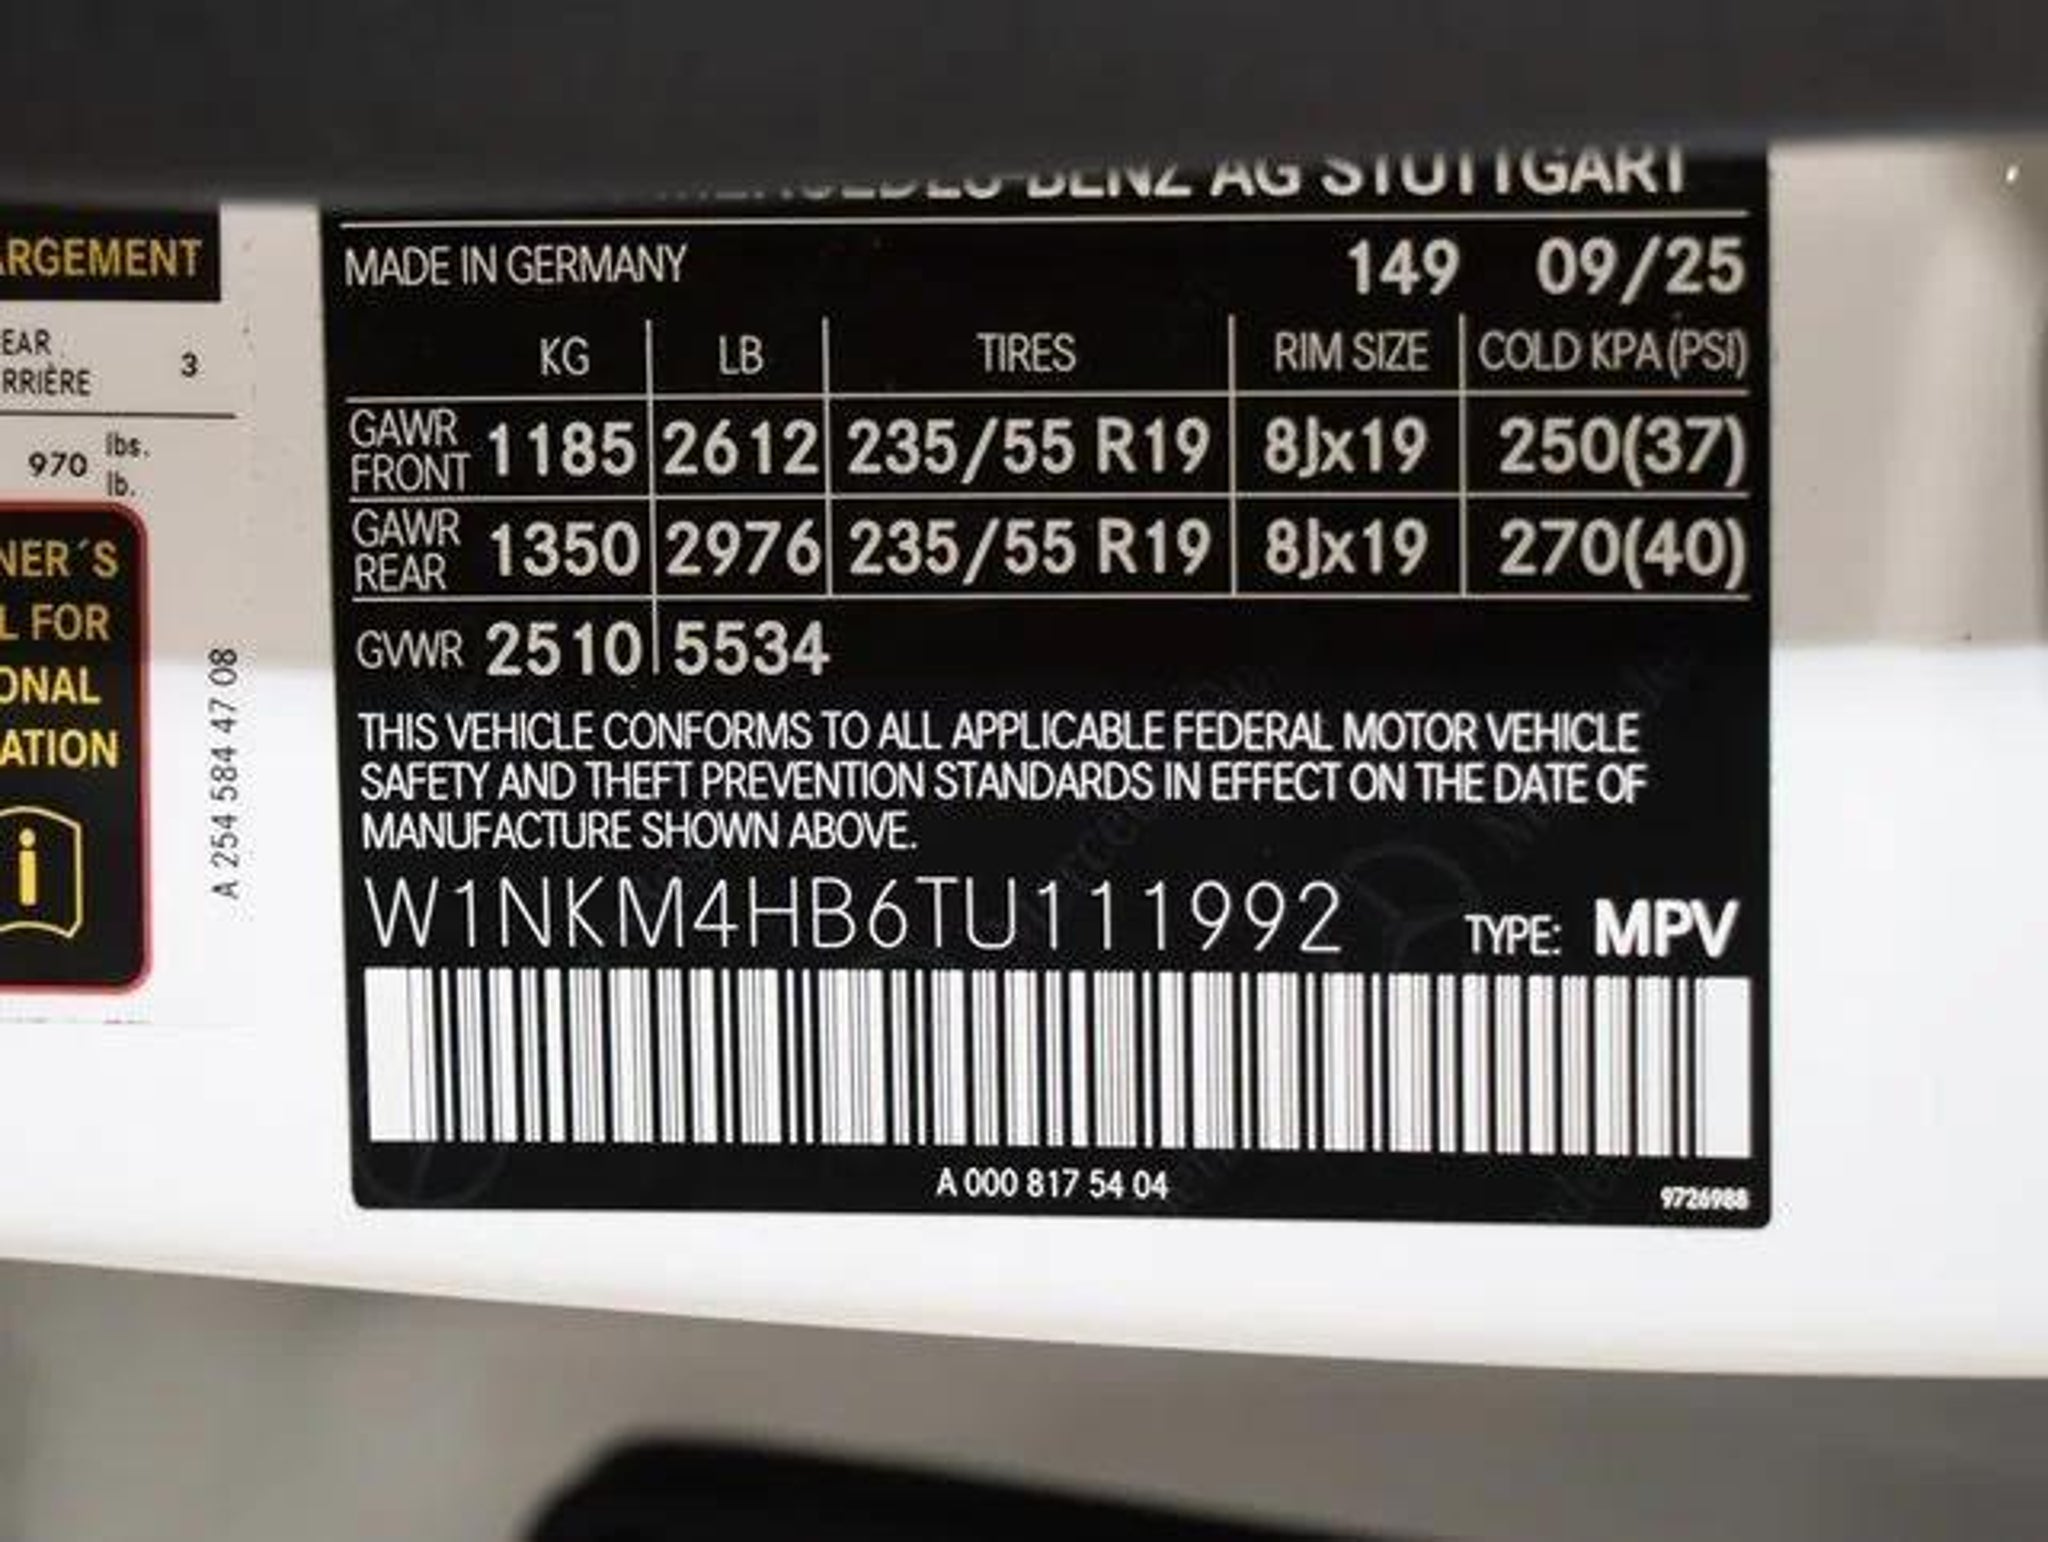 ARGEMENT
EAR
RRIÈRE
3
970 lbs.
lb.
NER´S
L FOR
ONAL
ATION
i
A 254 584 47 08
MERCEDES-BENZ AG STUTTGART
MADE IN GERMANY 149 09/25
KG LB TIRES RIM SIZE COLD KPA (PSI)
GAWR FRONT 1185 2612 235/55 R19 8Jx19 250(37)
GAWR REAR 1350 2976 235/55 R19 8Jx19 270(40)
GVWR 2510 5534
THIS VEHICLE CONFORMS TO ALL APPLICABLE FEDERAL MOTOR VEHICLE
SAFETY AND THEFT PREVENTION STANDARDS IN EFFECT ON THE DATE OF
MANUFACTURE SHOWN ABOVE.
W1NKM4HB6TU111992 TYPE: MPV
A 000 817 54 04
9726988